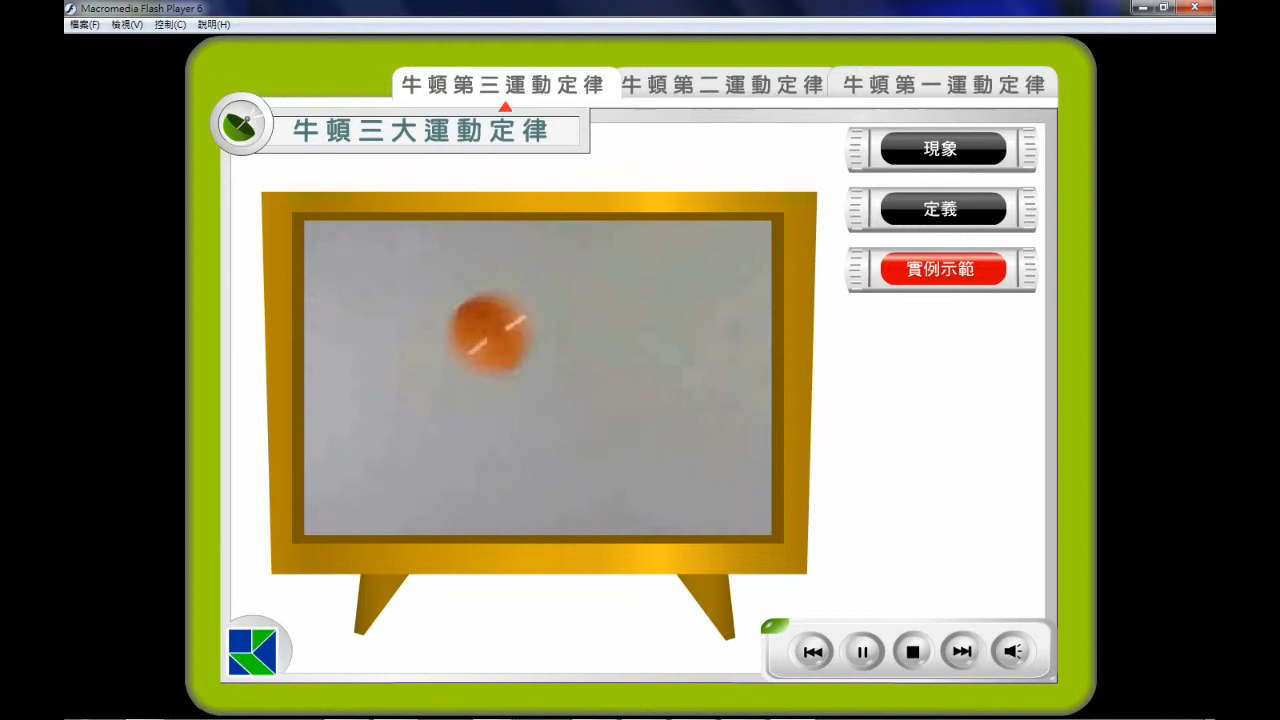 Macromedia Flash Player 6
檔案(F) 檢視(V) 控制(C) 說明(H)
牛頓第三運動定律 牛頓第二運動定律 牛頓第一運動定律
牛頓三大運動定律
現象
定義
實例示範